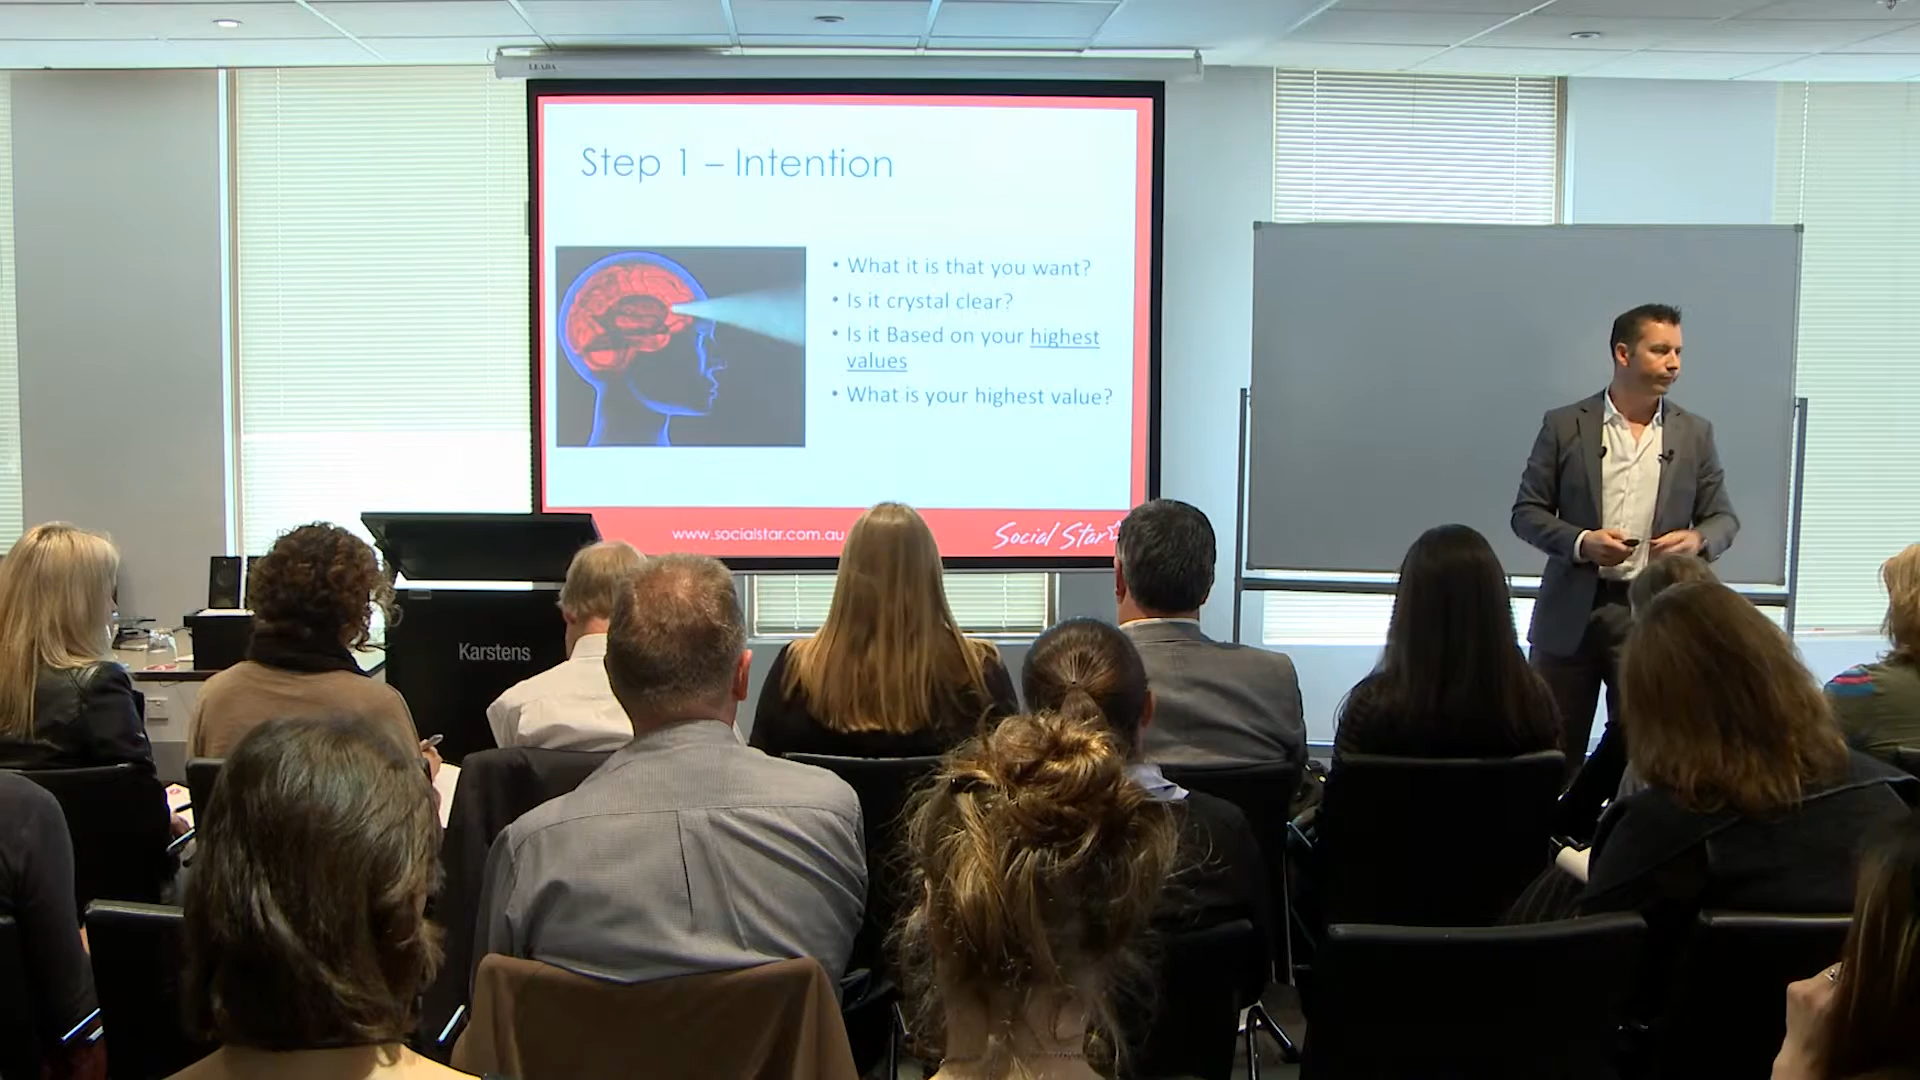 LEADA
Step 1 – Intention
• What it is that you want?
• Is it crystal clear?
• Is it Based on your highest
values
• What is your highest value?
www.socialstar.com.au
Social Star
Karstens